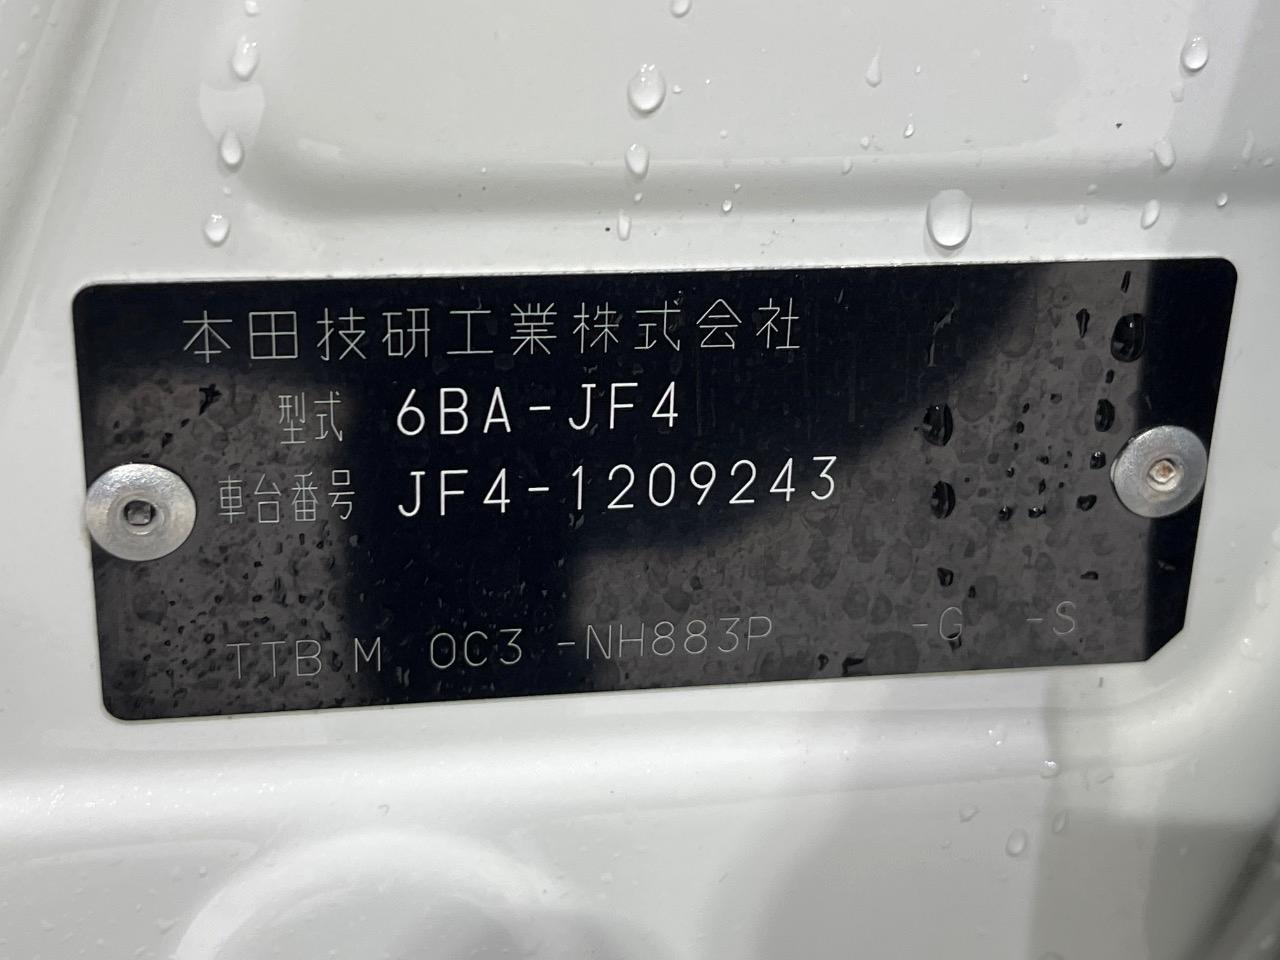 本田技研工業株式会社
型式 6BA-JF4
車台番号 JF4-1209243
TTB M 0C3 -NH883P -G -S